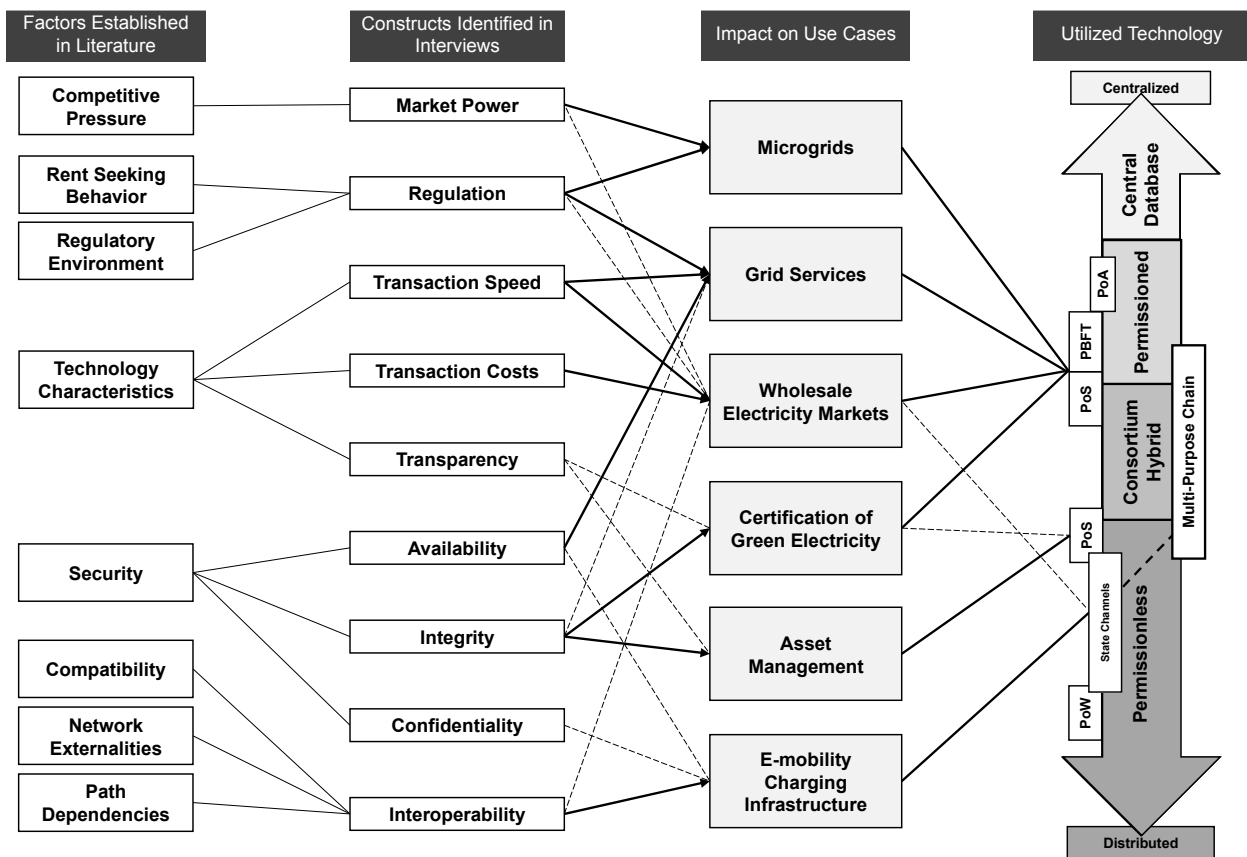 Factors Established
in Literature
Constructs Identified in
Interviews
Impact on Use Cases
Utilized Technology
Competitive
Pressure
Rent Seeking
Behavior
Regulatory
Environment
Technology
Characteristics
Security
Compatibility
Network
Externalities
Path
Dependencies
Market Power
Regulation
Transaction Speed
Transaction Costs
Transparency
Availability
Integrity
Confidentiality
Interoperability
Microgrids
Grid Services
Wholesale
Electricity Markets
Certification of
Green Electricity
Asset
Management
E-mobility
Charging
Infrastructure
Centralized
Central
Database
PoA
Permissioned
PBFT
PoS
Consortium
Hybrid
Multi-Purpose Chain
PoS
State Channels
Permissionless
PoW
Distributed